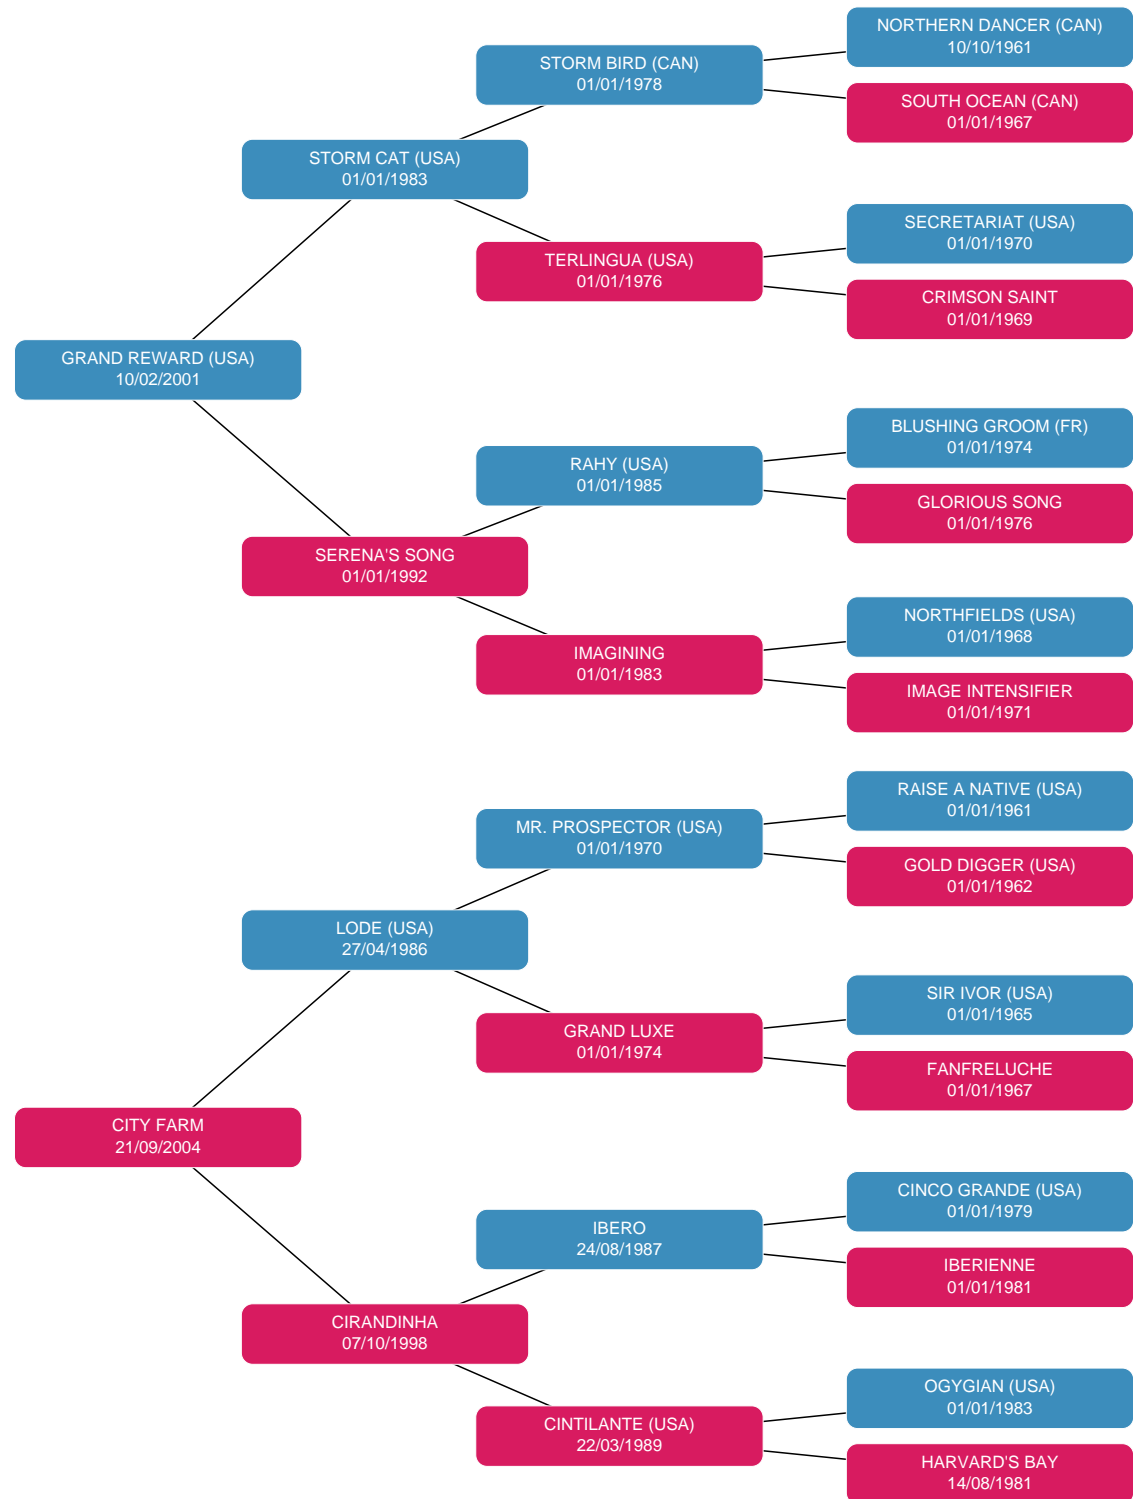 NORTHERN DANCER (CAN)
10/10/1961
STORM BIRD (CAN)
01/01/1978
SOUTH OCEAN (CAN)
01/01/1967
STORM CAT (USA)
01/01/1983
SECRETARIAT (USA)
01/01/1970
TERLINGUA (USA)
01/01/1976
CRIMSON SAINT
01/01/1969
GRAND REWARD (USA)
10/02/2001
BLUSHING GROOM (FR)
01/01/1974
RAHY (USA)
01/01/1985
GLORIOUS SONG
01/01/1976
SERENA'S SONG
01/01/1992
NORTHFIELDS (USA)
01/01/1968
IMAGINING
01/01/1983
IMAGE INTENSIFIER
01/01/1971
RAISE A NATIVE (USA)
01/01/1961
MR. PROSPECTOR (USA)
01/01/1970
GOLD DIGGER (USA)
01/01/1962
LODE (USA)
27/04/1986
SIR IVOR (USA)
01/01/1965
GRAND LUXE
01/01/1974
FANFRELUCHE
01/01/1967
CITY FARM
21/09/2004
CINCO GRANDE (USA)
01/01/1979
IBERO
24/08/1987
IBERIENNE
01/01/1981
CIRANDINHA
07/10/1998
OGYGIAN (USA)
01/01/1983
CINTILANTE (USA)
22/03/1989
HARVARD'S BAY
14/08/1981